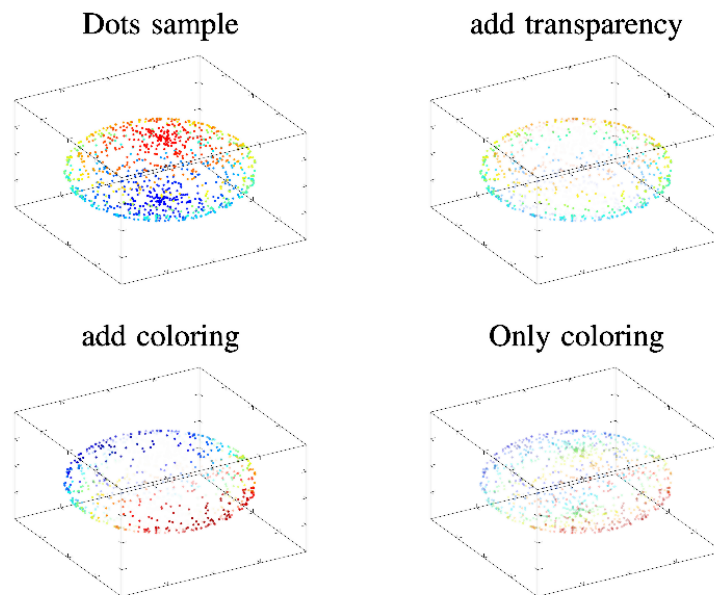 Dots sample
add transparency
add coloring
Only coloring